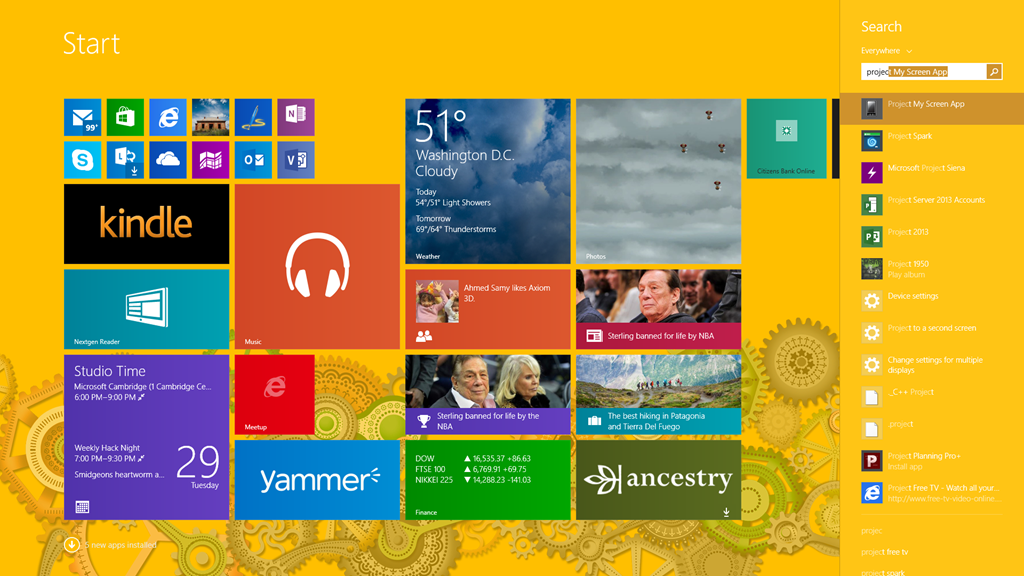 Start
99⁺
51°
Washington D.C.
Cloudy
Today
54°/51° Light Showers
Tomorrow
69°/64° Thunderstorms
Weather
Photos
Citizens Bank Online
kindle
Music
Nextgen Reader
Ahmed Samy likes Axiom
3D.
Sterling banned for life by NBA
Studio Time
Microsoft Cambridge (1 Cambridge Ce...
6:00 PM–9:00 PM
Weekly Hack Night
7:00 PM–9:30 PM
Smidgeons heartworm a...
29
Tuesday
Meetup
Sterling banned for life by the
NBA
The best hiking in Patagonia
and Tierra Del Fuego
yammer
DOW ▲ 16,535.37 +86.63
FTSE 100 ▲ 6,769.91 +69.75
NIKKEI 225 ▼ 14,288.23 -141.03
Finance
ancestry
5 new apps installed
Search
Everywhere
project My Screen App
Project My Screen App
Project Spark
Microsoft Project Siena
Project Server 2013 Accounts
Project 2013
Project 1950
Play album
Device settings
Project to a second screen
Change settings for multiple
displays
_C++ Project
.project
Project Planning Pro+
Install app
Project Free TV - Watch all your...
http://www.free-tv-video-online....
projec
project free tv
project spark